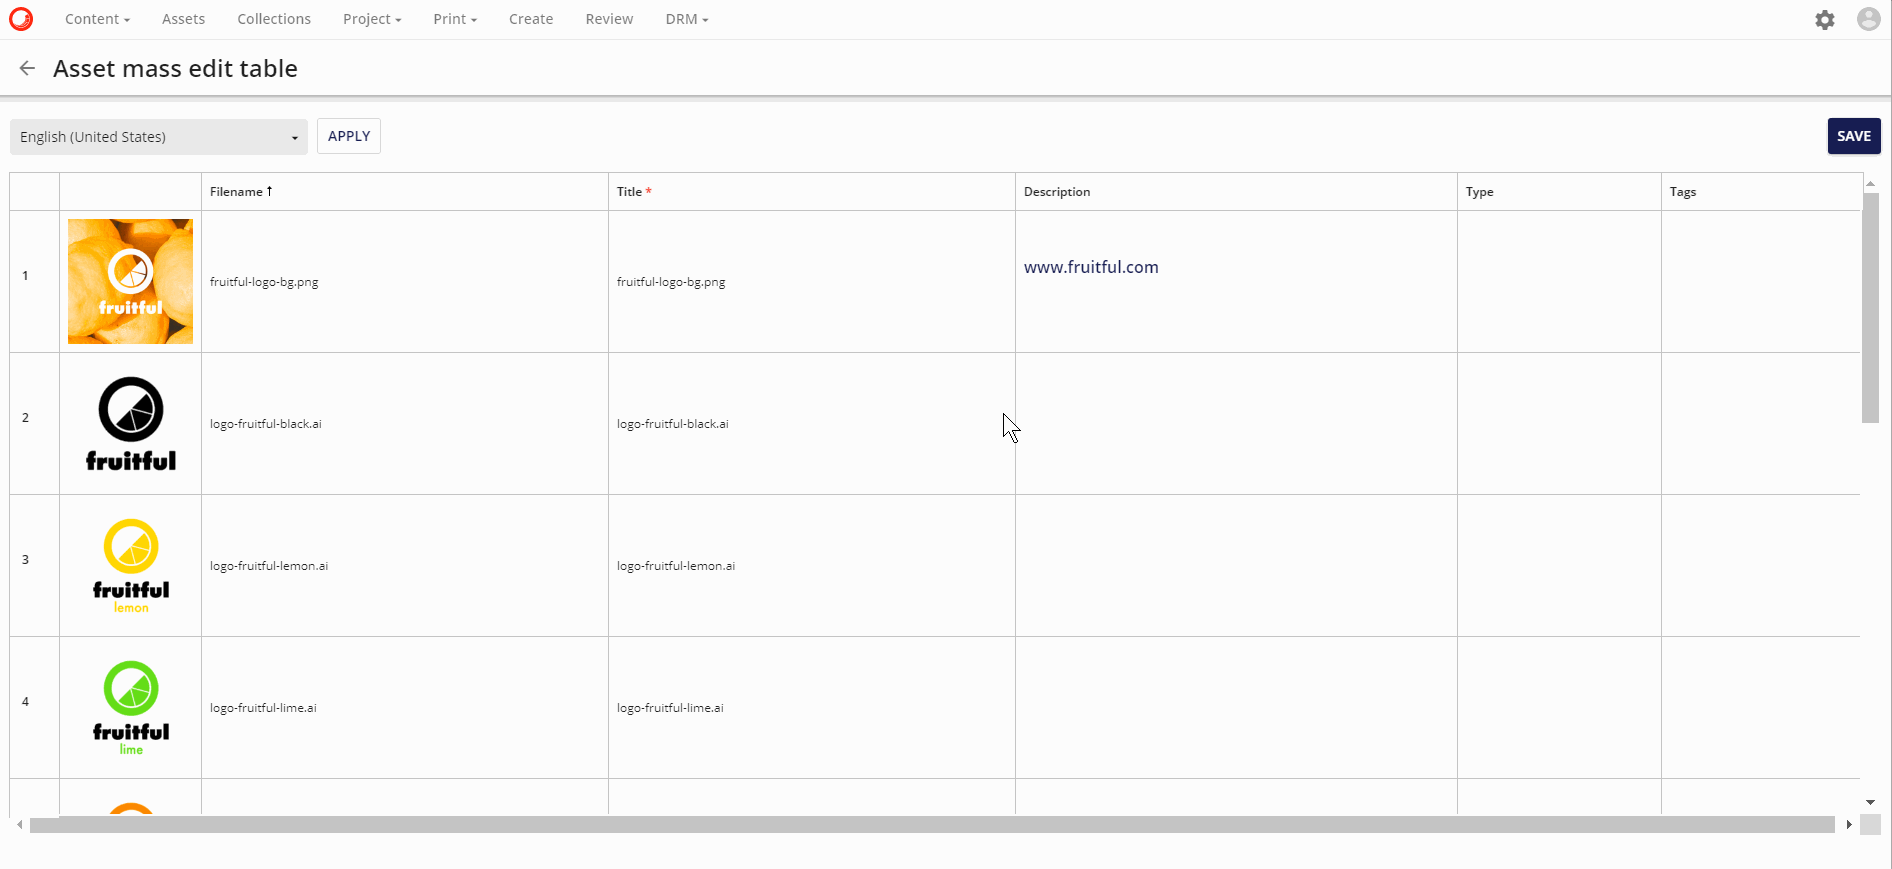 Content Assets Collections Project Print Create Review DRM
Asset mass edit table
English (United States) APPLY SAVE
Filename ↑ Title * Description Type Tags
1 fruitful fruitful-logo-bg.png fruitful-logo-bg.png www.fruitful.com
2 fruitful logo-fruitful-black.ai logo-fruitful-black.ai
3 fruitful logo-fruitful-lemon.ai logo-fruitful-lemon.ai
lemon
4 fruitful logo-fruitful-lime.ai logo-fruitful-lime.ai
lime